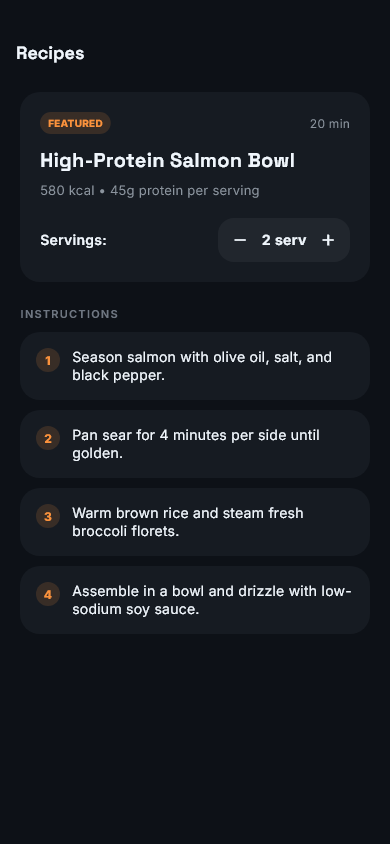 Recipes
FEATURED
20 min
High-Protein Salmon Bowl
580 kcal • 45g protein per serving
Servings:
− 2 serv +
INSTRUCTIONS
1 Season salmon with olive oil, salt, and
black pepper.
2 Pan sear for 4 minutes per side until
golden.
3 Warm brown rice and steam fresh
broccoli florets.
4 Assemble in a bowl and drizzle with low-
sodium soy sauce.